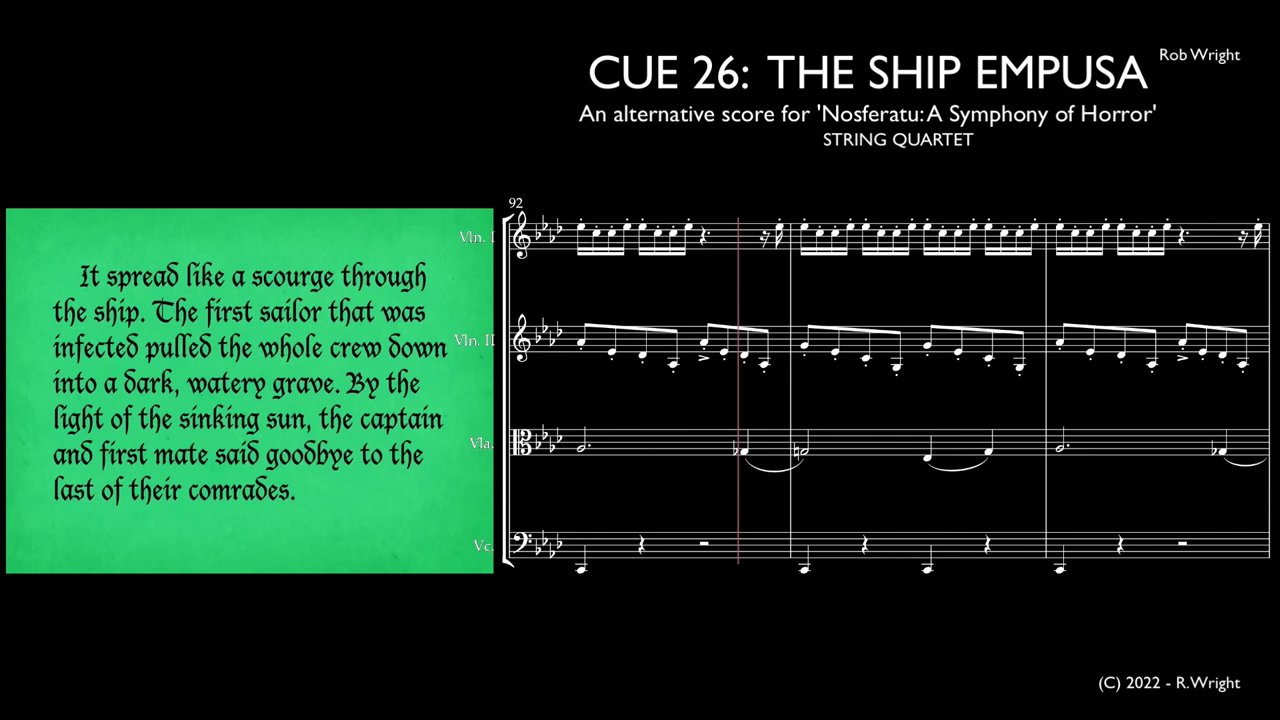 CUE 26: THE SHIP EMPUSA
Rob Wright
An alternative score for 'Nosferatu: A Symphony of Horror'
STRING QUARTET
92
Vln. I
Vln. II
Vla.
Vc.
It spread like a scourge through
the ship. The first sailor that was
infected pulled the whole crew down
into a dark, watery grave. By the
light of the sinking sun, the captain
and first mate said goodbye to the
last of their comrades.
(C) 2022 - R.Wright